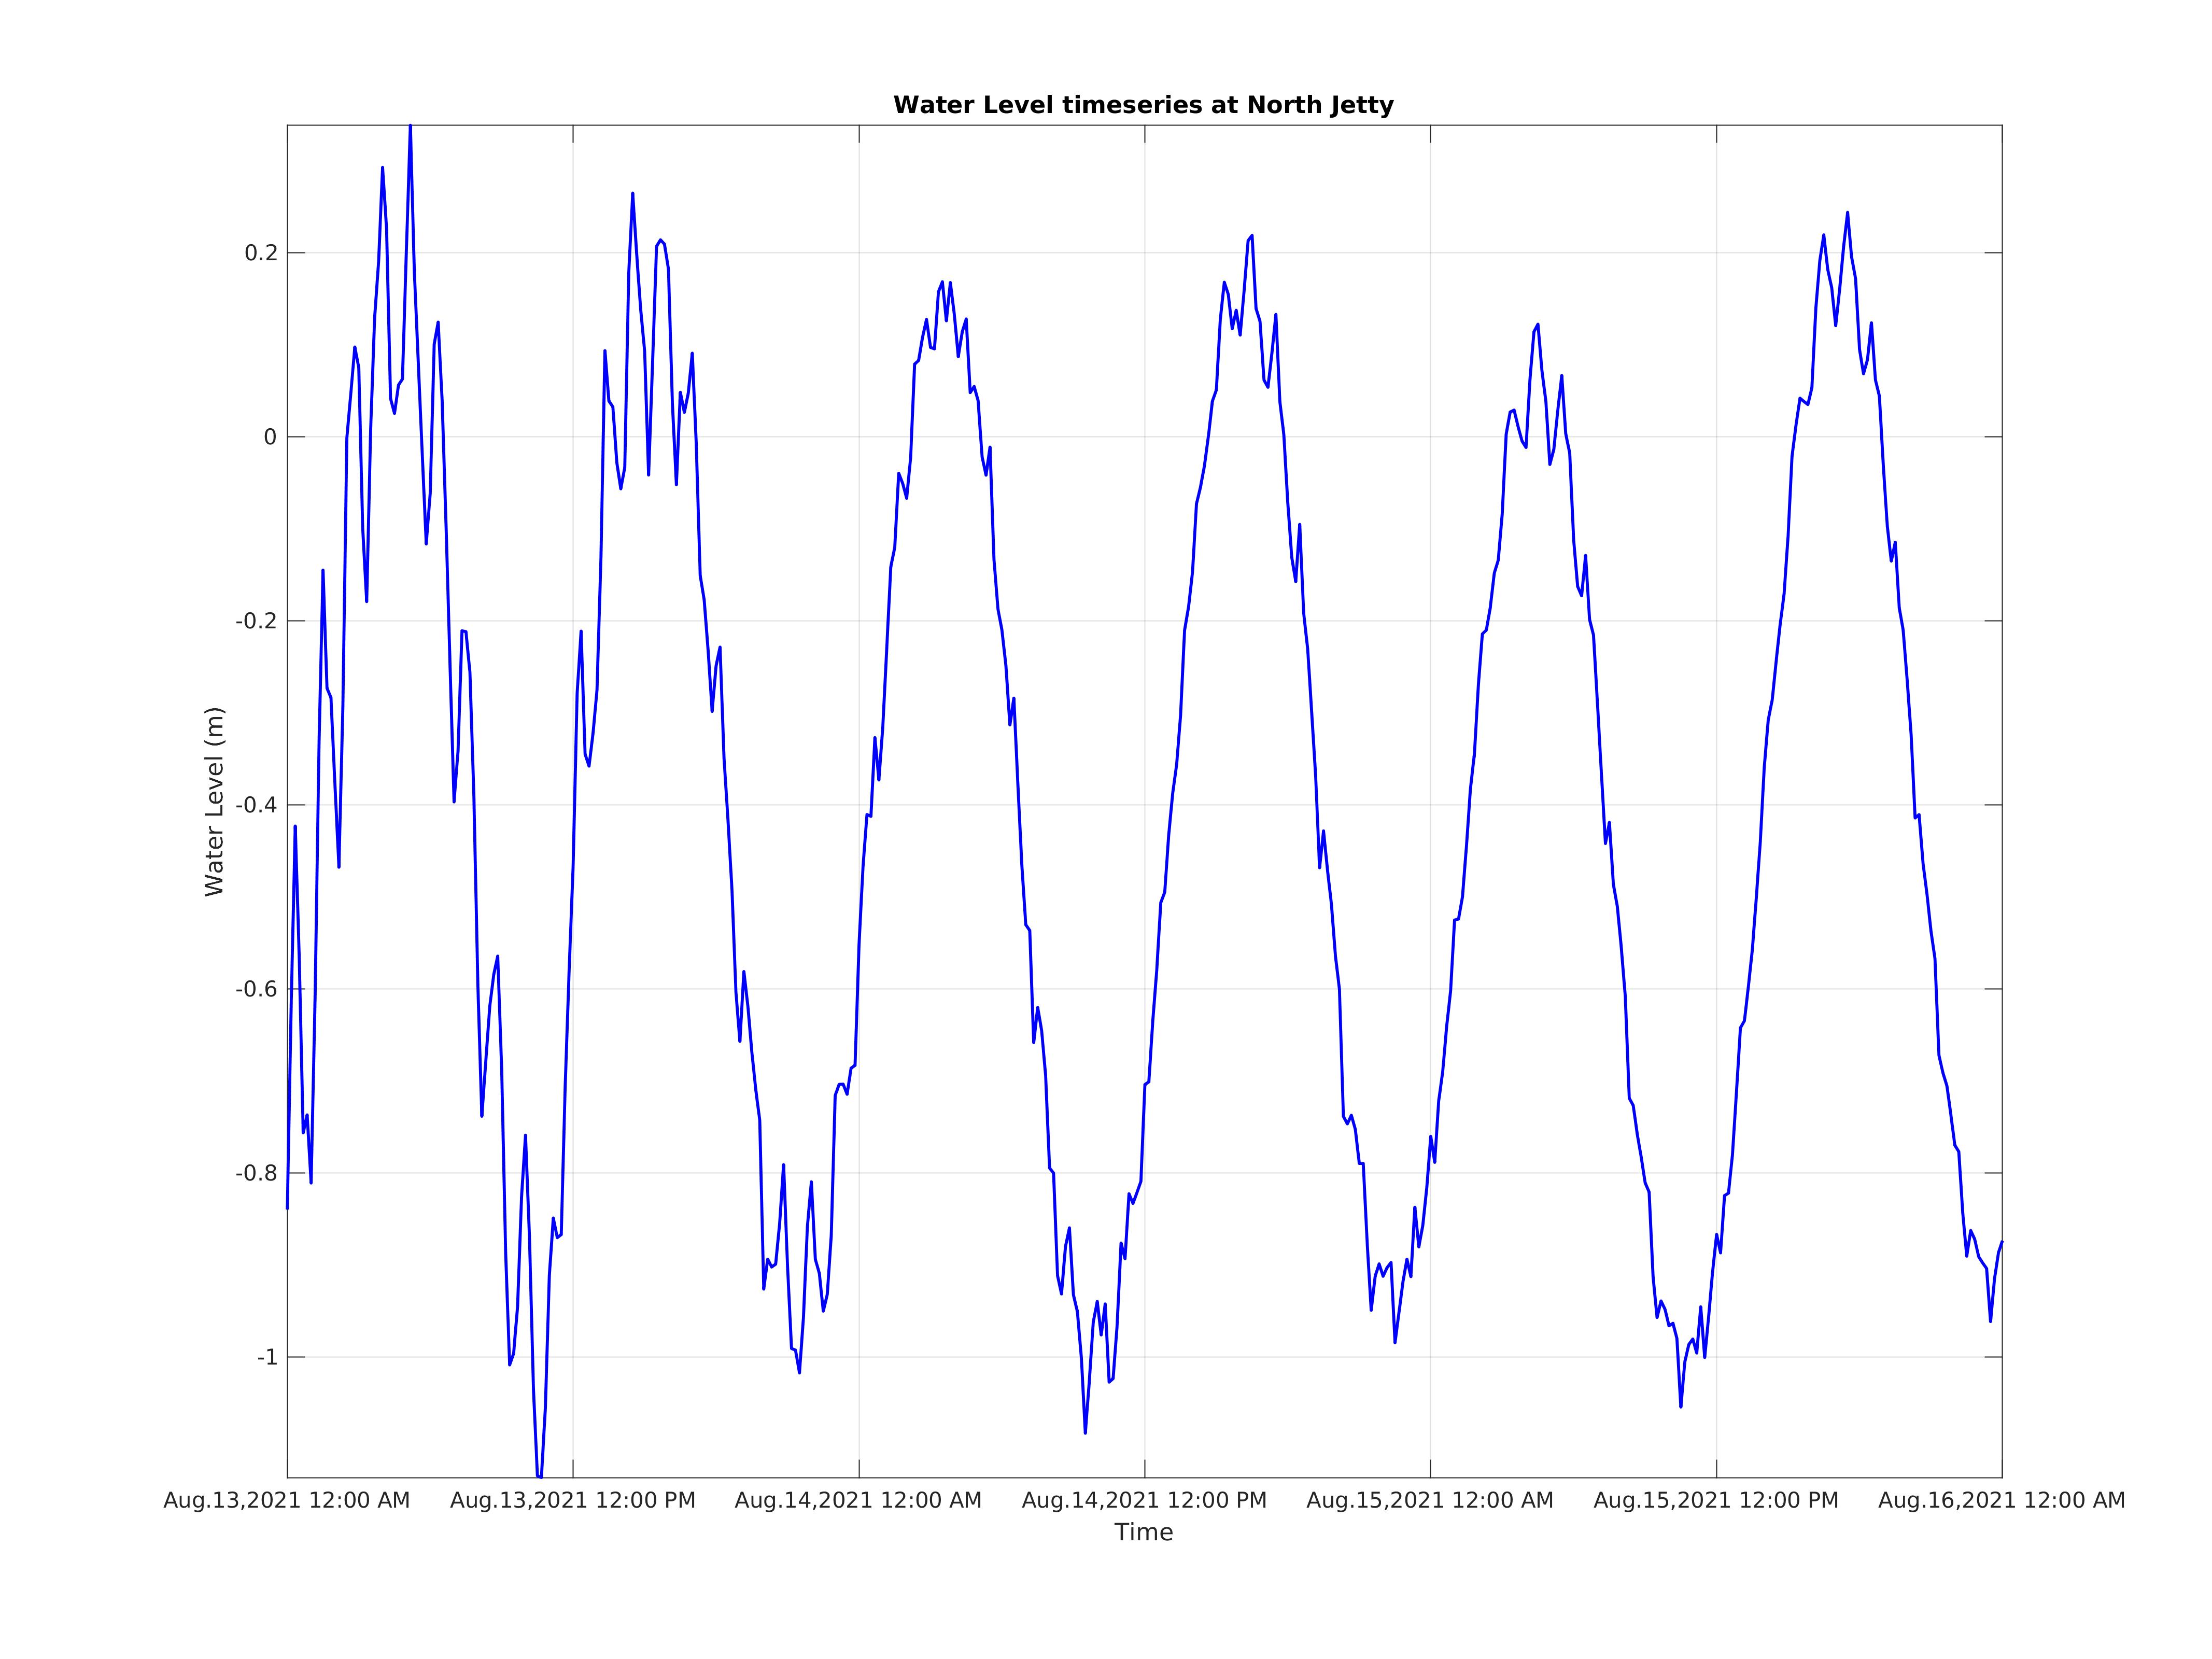 Water Level timeseries at North Jetty
0.2
0
-0.2
-0.4
-0.6
-0.8
-1
Water Level (m)
Aug.13,2021 12:00 AM
Aug.13,2021 12:00 PM
Aug.14,2021 12:00 AM
Aug.14,2021 12:00 PM
Aug.15,2021 12:00 AM
Aug.15,2021 12:00 PM
Aug.16,2021 12:00 AM
Time